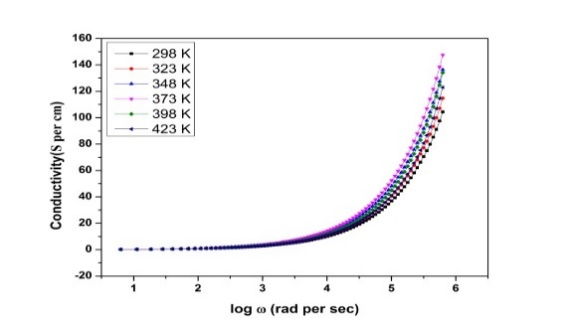 160
140
120
100
80
60
40
20
0
-20
Conductivity(S per cm)
298 K
323 K
348 K
373 K
398 K
423 K
1 2 3 4 5 6
log ω (rad per sec)